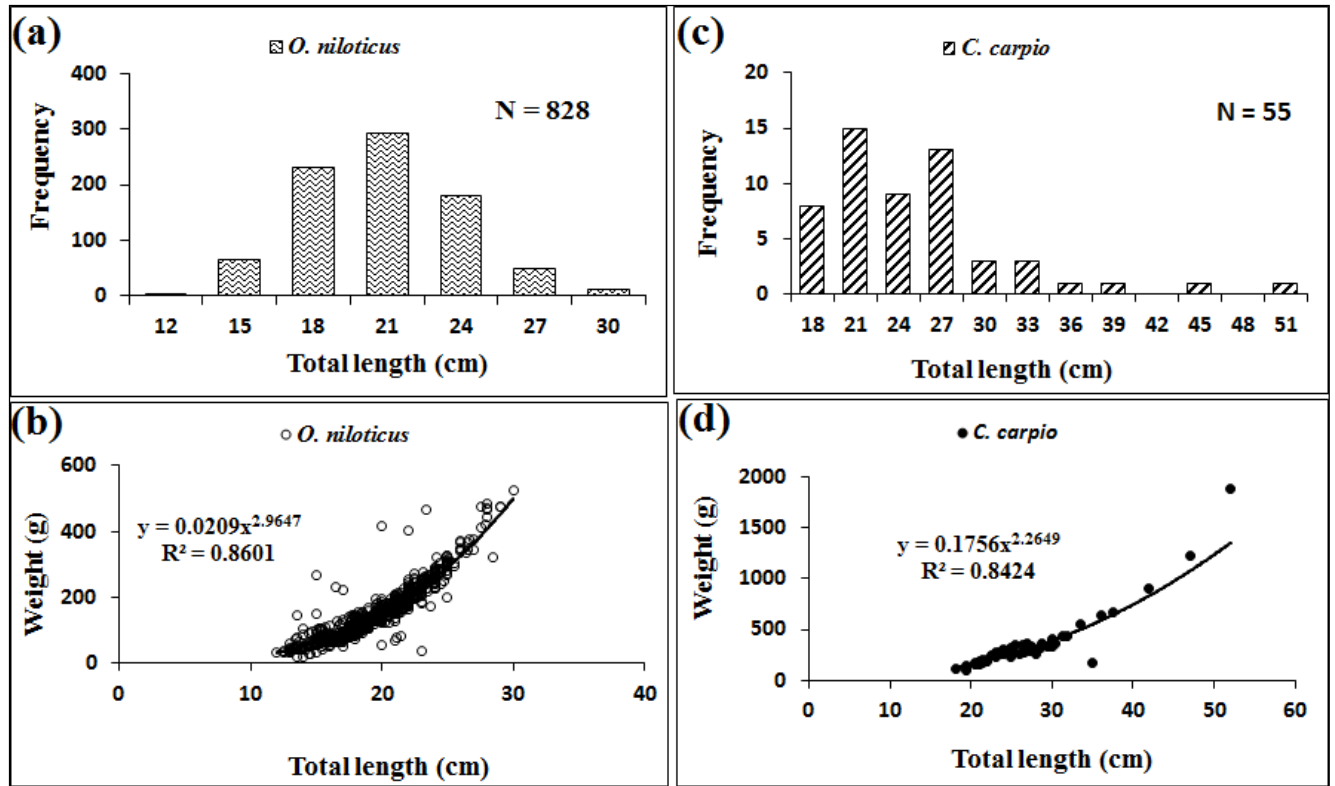 (a)
O. niloticus
N = 828
Frequency
400
300
200
100
0
12 15 18 21 24 27 30
Total length (cm)
(c)
C. carpio
N = 55
Frequency
20
15
10
5
0
18 21 24 27 30 33 36 39 42 45 48 51
Total length (cm)
(b)
O. niloticus
y = 0.0209x^2.9647
R² = 0.8601
Weight (g)
600
400
200
0
0 10 20 30 40
Total length (cm)
(d)
C. carpio
y = 0.1756x^2.2649
R² = 0.8424
Weight (g)
2000
1500
1000
500
0
0 10 20 30 40 50 60
Total length (cm)